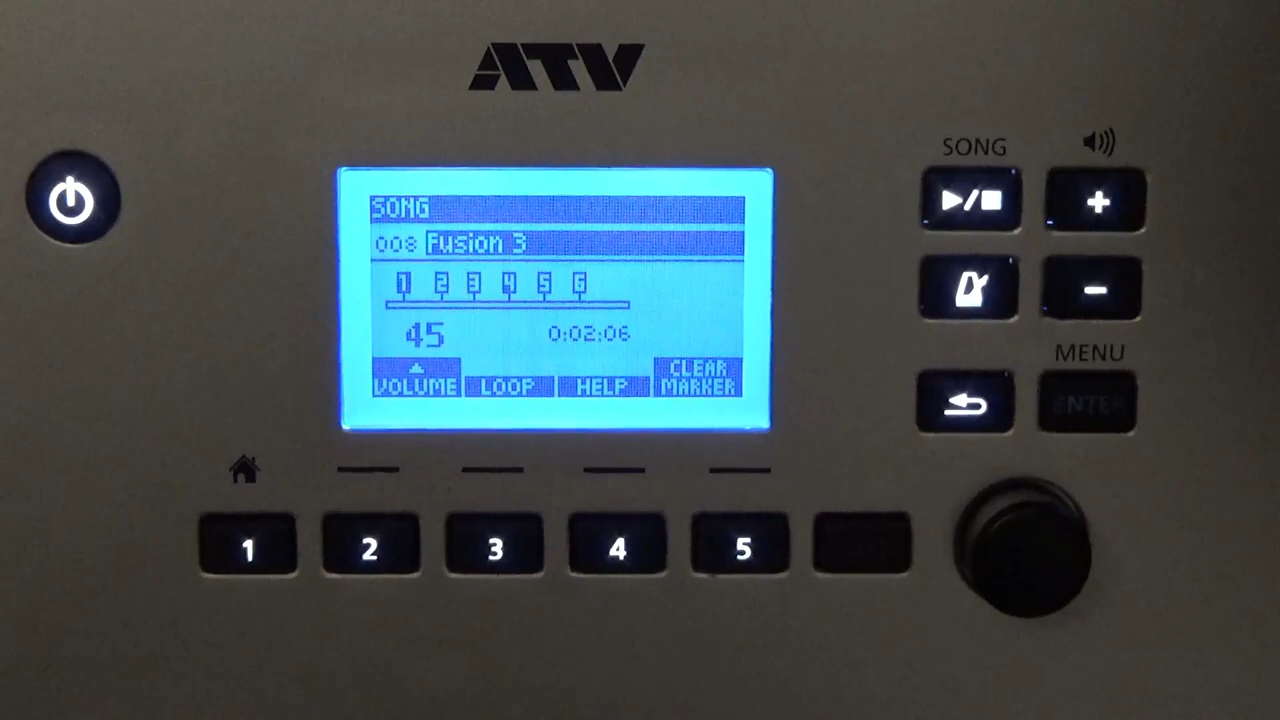 ATV
SONG
SONG
008 Fusion 3
1 2 3 4 5 6
45 0:02:06
VOLUME LOOP HELP CLEAR MARKER
MENU
ENTER
1 2 3 4 5